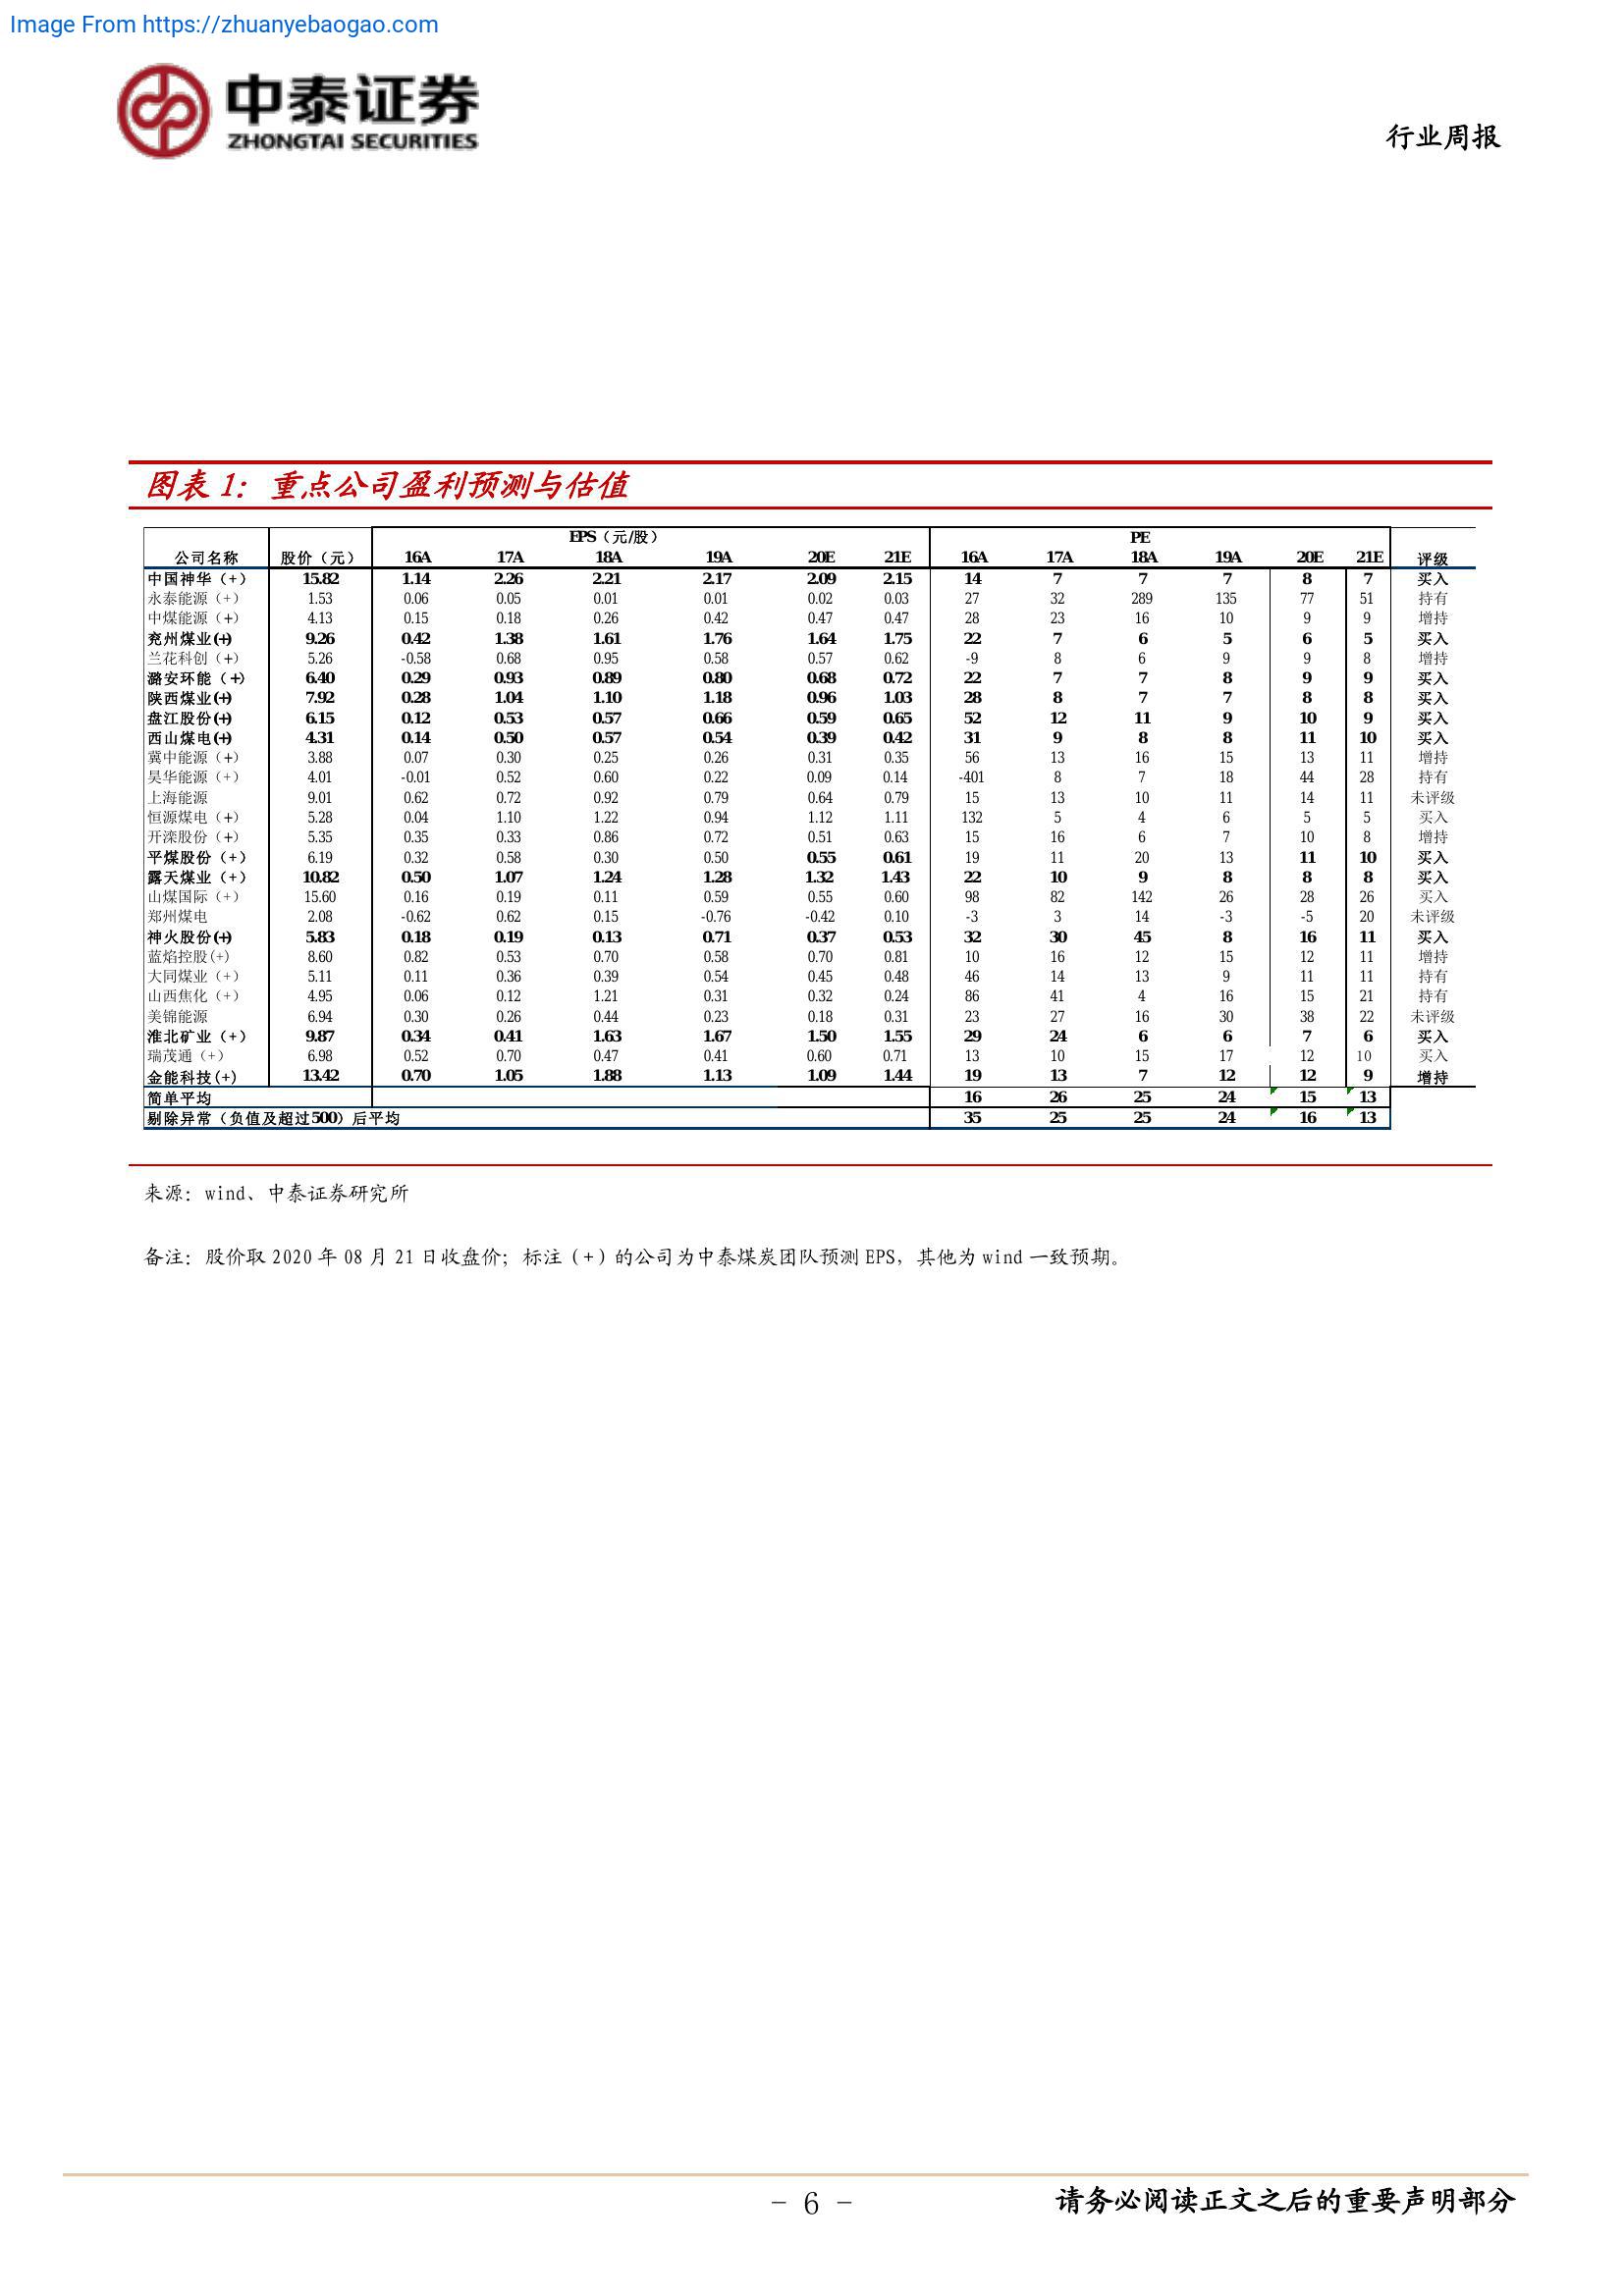 Image From https://zhuanyebaogao.com
中泰证券
ZHONGTAI SECURITIES
行业周报
图表 1：重点公司盈利预测与估值
EPS（元/股） PE
公司名称 股价（元） 16A 17A 18A 19A 20E 21E 16A 17A 18A 19A 20E 21E 评级
中国神华（+） 15.82 1.14 2.26 2.21 2.17 2.09 2.15 14 7 7 7 8 7 买入
永泰能源（+） 1.53 0.06 0.05 0.01 0.01 0.02 0.03 27 32 289 135 77 51 持有
中煤能源（+） 4.13 0.15 0.18 0.26 0.42 0.47 0.47 28 23 16 10 9 9 增持
兖州煤业(+) 9.26 0.42 1.38 1.61 1.76 1.64 1.75 22 7 6 5 6 5 买入
兰花科创（+） 5.26 -0.58 0.68 0.95 0.58 0.57 0.62 -9 8 6 9 9 8 增持
潞安环能（+） 6.40 0.29 0.93 0.89 0.80 0.68 0.72 22 7 7 8 9 9 买入
陕西煤业(+) 7.92 0.28 1.04 1.10 1.18 0.96 1.03 28 8 7 7 8 8 买入
盘江股份(+) 6.15 0.12 0.53 0.57 0.66 0.59 0.65 52 12 11 9 10 9 买入
西山煤电(+) 4.31 0.14 0.50 0.57 0.54 0.39 0.42 31 9 8 8 11 10 买入
冀中能源（+） 3.88 0.07 0.30 0.25 0.26 0.31 0.35 56 13 16 15 13 11 增持
昊华能源（+） 4.01 -0.01 0.52 0.60 0.22 0.09 0.14 -401 8 7 18 44 28 持有
上海能源 9.01 0.62 0.72 0.92 0.79 0.64 0.79 15 13 10 11 14 11 未评级
恒源煤电（+） 5.28 0.04 1.10 1.22 0.94 1.12 1.11 132 5 4 6 5 5 买入
开滦股份（+） 5.35 0.35 0.33 0.86 0.72 0.51 0.63 15 16 6 7 10 8 增持
平煤股份（+） 6.19 0.32 0.58 0.30 0.50 0.55 0.61 19 11 20 13 11 10 买入
露天煤业（+） 10.82 0.50 1.07 1.24 1.28 1.32 1.43 22 10 9 8 8 8 买入
山煤国际（+） 15.60 0.16 0.19 0.11 0.59 0.55 0.60 98 82 142 26 28 26 买入
郑州煤电 2.08 -0.62 0.62 0.15 -0.76 -0.42 0.10 -3 3 14 -3 -5 20 未评级
神火股份(+) 5.83 0.18 0.19 0.13 0.71 0.37 0.53 32 30 45 8 16 11 买入
蓝焰控股(+) 8.60 0.82 0.53 0.70 0.58 0.70 0.81 10 16 12 15 12 11 增持
大同煤业（+） 5.11 0.11 0.36 0.39 0.54 0.45 0.48 46 14 13 9 11 11 持有
山西焦化（+） 4.95 0.06 0.12 1.21 0.31 0.32 0.24 86 41 4 16 15 21 持有
美锦能源 6.94 0.30 0.26 0.44 0.23 0.18 0.31 23 27 16 30 38 22 未评级
淮北矿业（+） 9.87 0.34 0.41 1.63 1.67 1.50 1.55 29 24 6 6 7 6 买入
瑞茂通（+） 6.98 0.52 0.70 0.47 0.41 0.60 0.71 13 10 15 17 12 10 买入
金能科技(+) 13.42 0.70 1.05 1.88 1.13 1.09 1.44 19 13 7 12 12 9 增持
简单平均 16 26 25 24 15 13
剔除异常（负值及超过500）后平均 35 25 25 24 16 13
来源：wind、中泰证券研究所
备注：股价取 2020 年 08 月 21 日收盘价；标注（+）的公司为中泰煤炭团队预测 EPS，其他为 wind 一致预期。
- 6 -
请务必阅读正文之后的重要声明部分